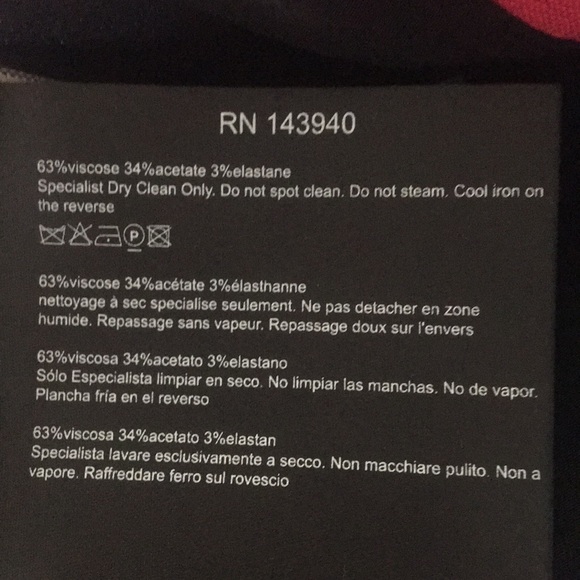 RN 143940
63%viscose 34%acetate 3%elastane
Specialist Dry Clean Only. Do not spot clean. Do not steam. Cool iron on
the reverse
P
63%viscose 34%acétate 3%élasthanne
nettoyage à sec specialise seulement. Ne pas detacher en zone
humide. Repassage sans vapeur. Repassage doux sur l'envers
63%viscosa 34%acetato 3%elastano
Sólo Especialista limpiar en seco. No limpiar las manchas. No de vapor.
Plancha fría en el reverso
63%viscosa 34%acetato 3%elastan
Specialista lavare esclusivamente a secco. Non macchiare pulito. Non a
vapore. Raffreddare ferro sul rovescio